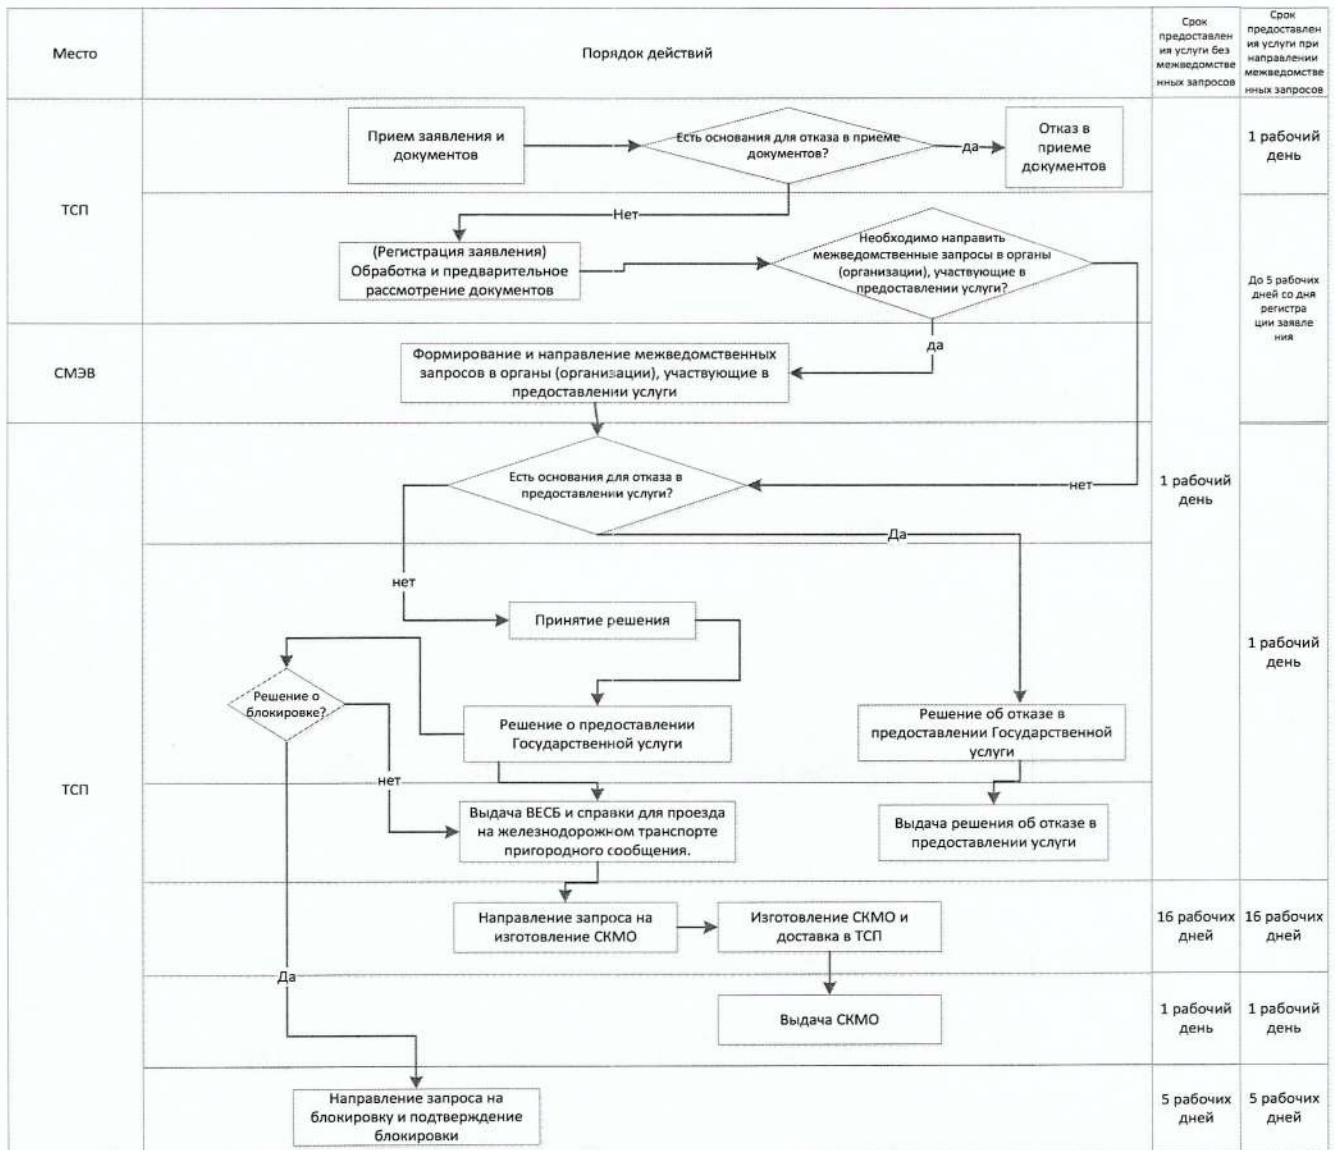 Место
Порядок действий
Срок
предоставлен
ия услуги без
межведомстве
нных запросов
Срок
предоставлен
ия услуги при
направлении
межведомстве
нных запросов
ТСП
Прием заявления и
документов
Есть основания для отказа в приеме
документов?
да
Отказ в
приеме
документов
1 рабочий
день
Нет
(Регистрация заявления)
Обработка и предварительное
рассмотрение документов
Необходимо направить
межведомственные запросы в органы
(организации), участвующие в
предоставлении услуги?
До 5 рабочих
дней со дня
регистра
ции заявле
ния
да
СМЭВ
Формирование и направление межведомственных
запросов в органы (организации), участвующие в
предоставлении услуги
Есть основания для отказа в
предоставлении услуги?
нет
1 рабочий
день
Да
нет
Принятие решения
1 рабочий
день
Решение о
блокировке?
Решение о предоставлении
Государственной услуги
Решение об отказе в
предоставлении Государственной
услуги
нет
ТСП
Выдача ВЕСБ и справки для проезда
на железнодорожном транспорте
пригородного сообщения.
Выдача решения об отказе в
предоставлении услуги
Направление запроса на
изготовление СКМО
Изготовление СКМО и
доставка в ТСП
16 рабочих
дней
16 рабочих
дней
Да
Выдача СКМО
1 рабочий
день
1 рабочий
день
Направление запроса на
блокировку и подтверждение
блокировки
5 рабочих
дней
5 рабочих
дней